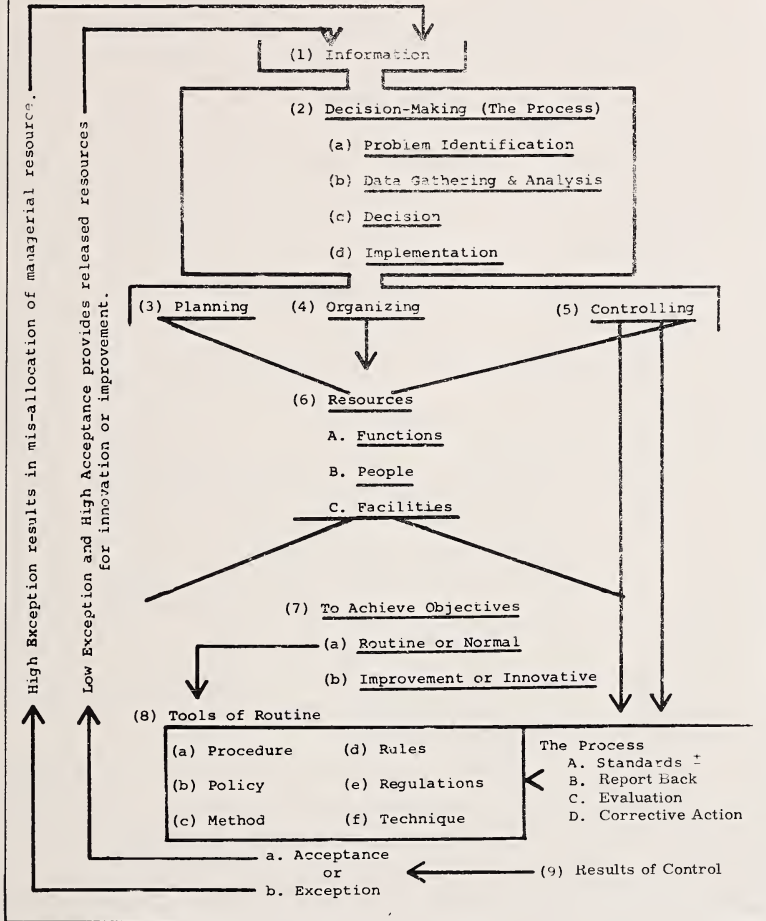 (1) Information
(2) Decision-Making (The Process)
(a) Problem Identification
(b) Data Gathering & Analysis
(c) Decision
(d) Implementation
(3) Planning
(4) Organizing
(5) Controlling
(6) Resources
A. Functions
B. People
C. Facilities
(7) To Achieve Objectives
(a) Routine or Normal
(b) Improvement or Innovative
(8) Tools of Routine
(a) Procedure
(b) Policy
(c) Method
(d) Rules
(e) Regulations
(f) Technique
The Process
A. Standards ±
B. Report Back
C. Evaluation
D. Corrective Action
(9) Results of Control
a. Acceptance
or
b. Exception
High Exception results in mis-allocation of managerial resource.
Low Exception and High Acceptance provides released resources
for innovation or improvement.